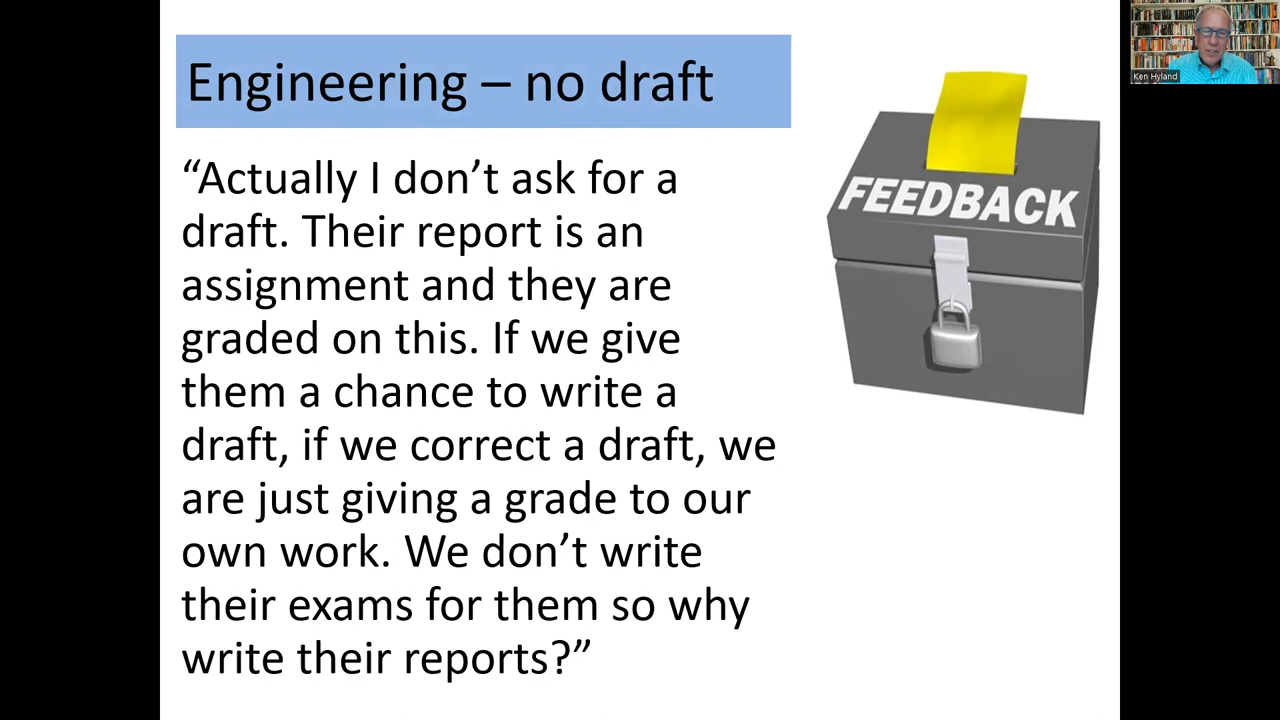 Engineering – no draft
“Actually I don’t ask for a
draft. Their report is an
assignment and they are
graded on this. If we give
them a chance to write a
draft, if we correct a draft, we
are just giving a grade to our
own work. We don’t write
their exams for them so why
write their reports?”
FEEDBACK
Ken Hyland